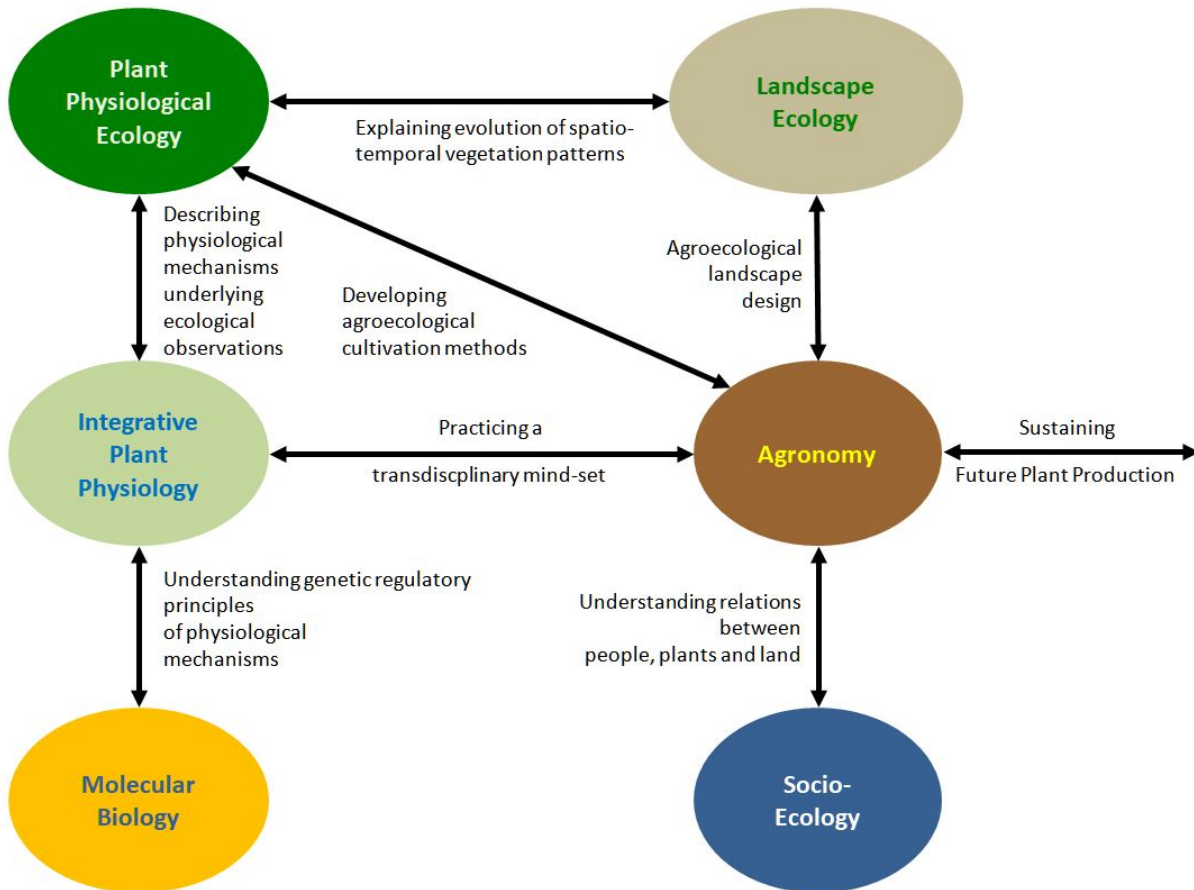 Plant
Physiological
Ecology
Landscape
Ecology
Explaining evolution of spatio-
temporal vegetation patterns
Describing
physiological
mechanisms
underlying
ecological
observations
Agroecological
landscape
design
Developing
agroecological
cultivation methods
Integrative
Plant
Physiology
Practicing a
transdiscplinary mind-set
Agronomy
Sustaining
Future Plant Production
Understanding genetic regulatory
principles
of physiological
mechanisms
Understanding relations
between
people, plants and land
Molecular
Biology
Socio-
Ecology